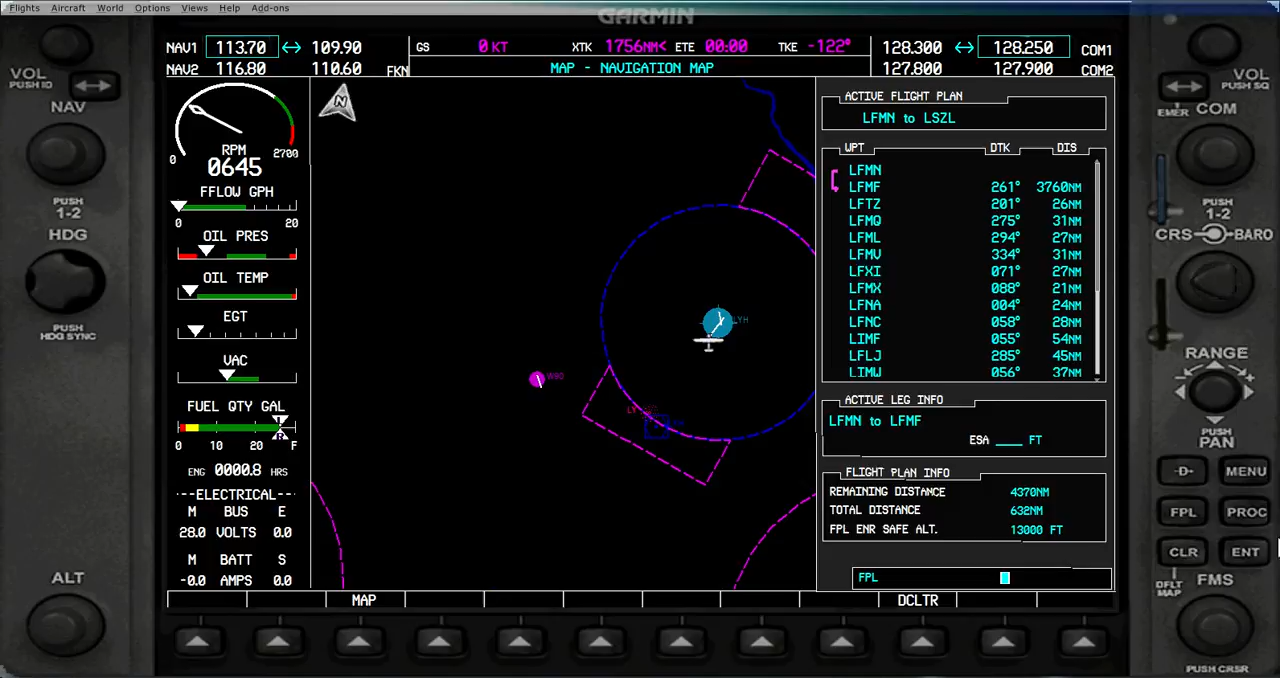 Flights Aircraft World Options Views Help Add-ons
GARMIN
NAV1 113.70 ↔ 109.90
NAV2 116.80 110.60 FKN
GS 0 KT XTK 1756NM< ETE 00:00 TKE -122°
MAP - NAVIGATION MAP
128.300 ↔ 128.250 COM1
127.800 127.900 COM2
VOL
PUSH ID
NAV
PUSH
1-2
HDG
PUSH
HDG SYNC
ALT
N
0 RPM 2700
0645
FFLOW GPH
0 20
OIL PRES
OIL TEMP
EGT
VAC
FUEL QTY GAL
L
R
0 10 20 F
ENG 0000.8 HRS
--ELECTRICAL--
M BUS E
28.0 VOLTS 0.0
M BATT S
-0.0 AMPS 0.0
LYH
W90
ACTIVE FLIGHT PLAN
LFMN to LSZL
WPT DTK DIS
LFMN
LFMF 261° 3760NM
LFTZ 201° 26NM
LFMQ 275° 31NM
LFML 294° 27NM
LFMV 334° 31NM
LFXI 071° 27NM
LFMX 088° 21NM
LFNA 004° 24NM
LFNC 058° 28NM
LIMF 055° 54NM
LFLJ 285° 45NM
LIMW 056° 37NM
ACTIVE LEG INFO
LFMN to LFMF
ESA ____ FT
FLIGHT PLAN INFO
REMAINING DISTANCE 4370NM
TOTAL DISTANCE 632NM
FPL ENR SAFE ALT. 13000 FT
FPL
MAP DCLTR
VOL
PUSH SQ
EMER COM
PUSH
1-2
CRS BARO
RANGE
PUSH
PAN
-D→ MENU
FPL PROC
CLR ENT
DFLT
MAP
FMS
PUSH CRSR